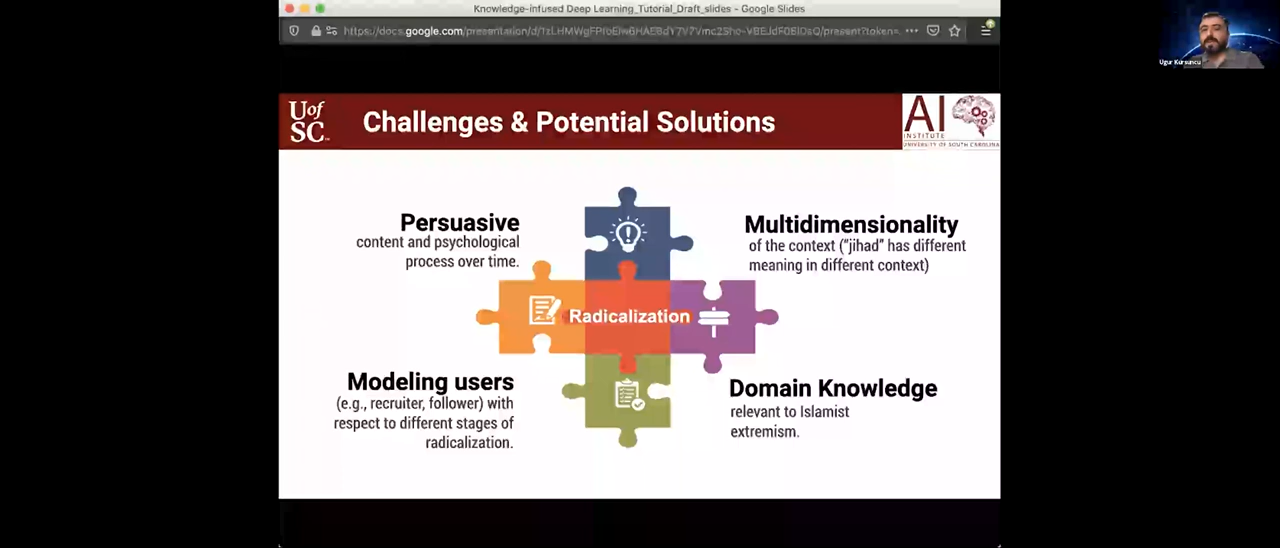 Knowledge-infused Deep Learning_Tutorial_Draft_slides - Google Slides
Ugur Kursuncu
UofSC
Challenges & Potential Solutions
AI
INSTITUTE
UNIVERSITY OF SOUTH CAROLINA
Persuasive
content and psychological
process over time.
Multidimensionality
of the context ("jihad" has different
meaning in different context)
Radicalization
Modeling users
(e.g., recruiter, follower) with
respect to different stages of
radicalization.
Domain Knowledge
relevant to Islamist
extremism.